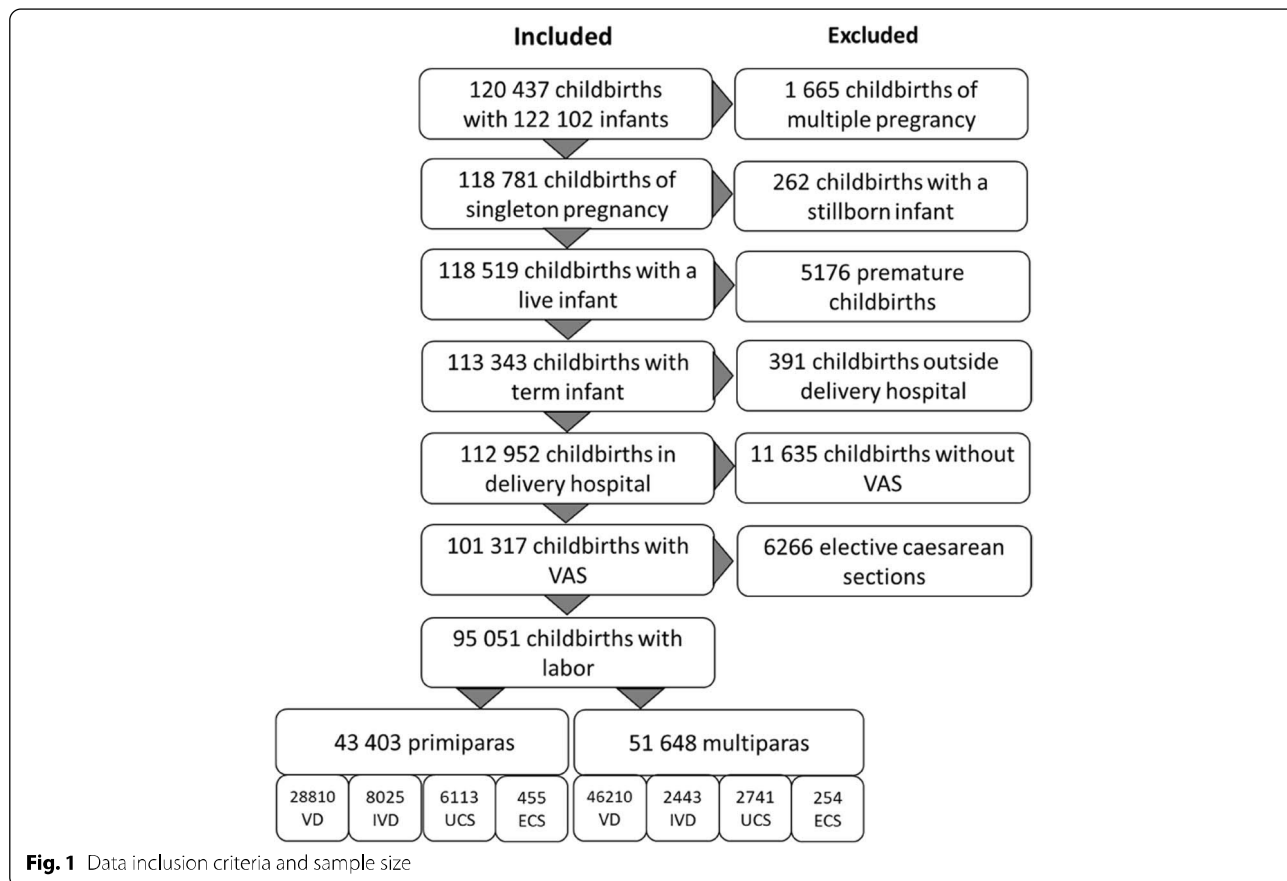 Included
Excluded
120 437 childbirths
with 122 102 infants
1 665 childbirths of
multiple pregnancy
118 781 childbirths of
singleton pregnancy
262 childbirths with a
stillborn infant
118 519 childbirths with a
live infant
5176 premature
childbirths
113 343 childbirths with
term infant
391 childbirths outside
delivery hospital
112 952 childbirths in
delivery hospital
11 635 childbirths without
VAS
101 317 childbirths with
VAS
6266 elective caesarean
sections
95 051 childbirths with
labor
43 403 primiparas
51 648 multiparas
28810
VD
8025
IVD
6113
UCS
455
ECS
46210
VD
2443
IVD
2741
UCS
254
ECS
Fig. 1 Data inclusion criteria and sample size